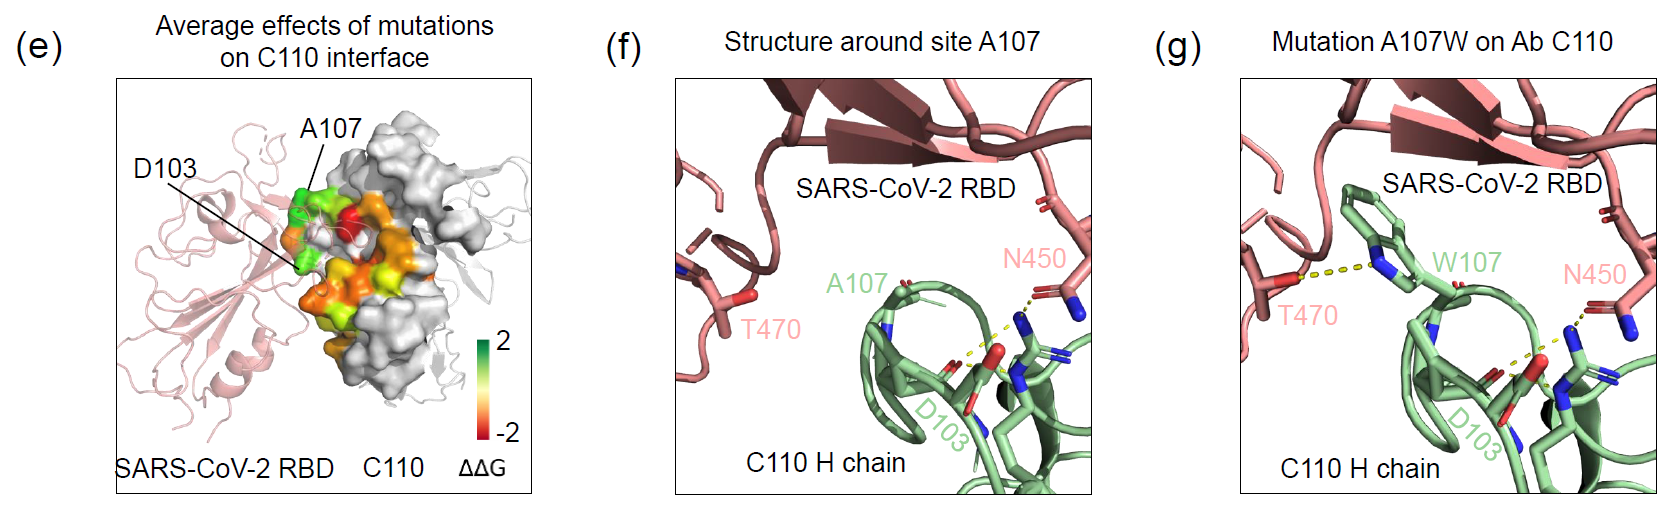 (e)
Average effects of mutations
on C110 interface
A107
D103
2
-2
SARS-CoV-2 RBD
C110
ΔΔG
(f)
Structure around site A107
SARS-CoV-2 RBD
N450
A107
T470
D103
C110 H chain
(g)
Mutation A107W on Ab C110
SARS-CoV-2 RBD
W107
N450
T470
D103
C110 H chain